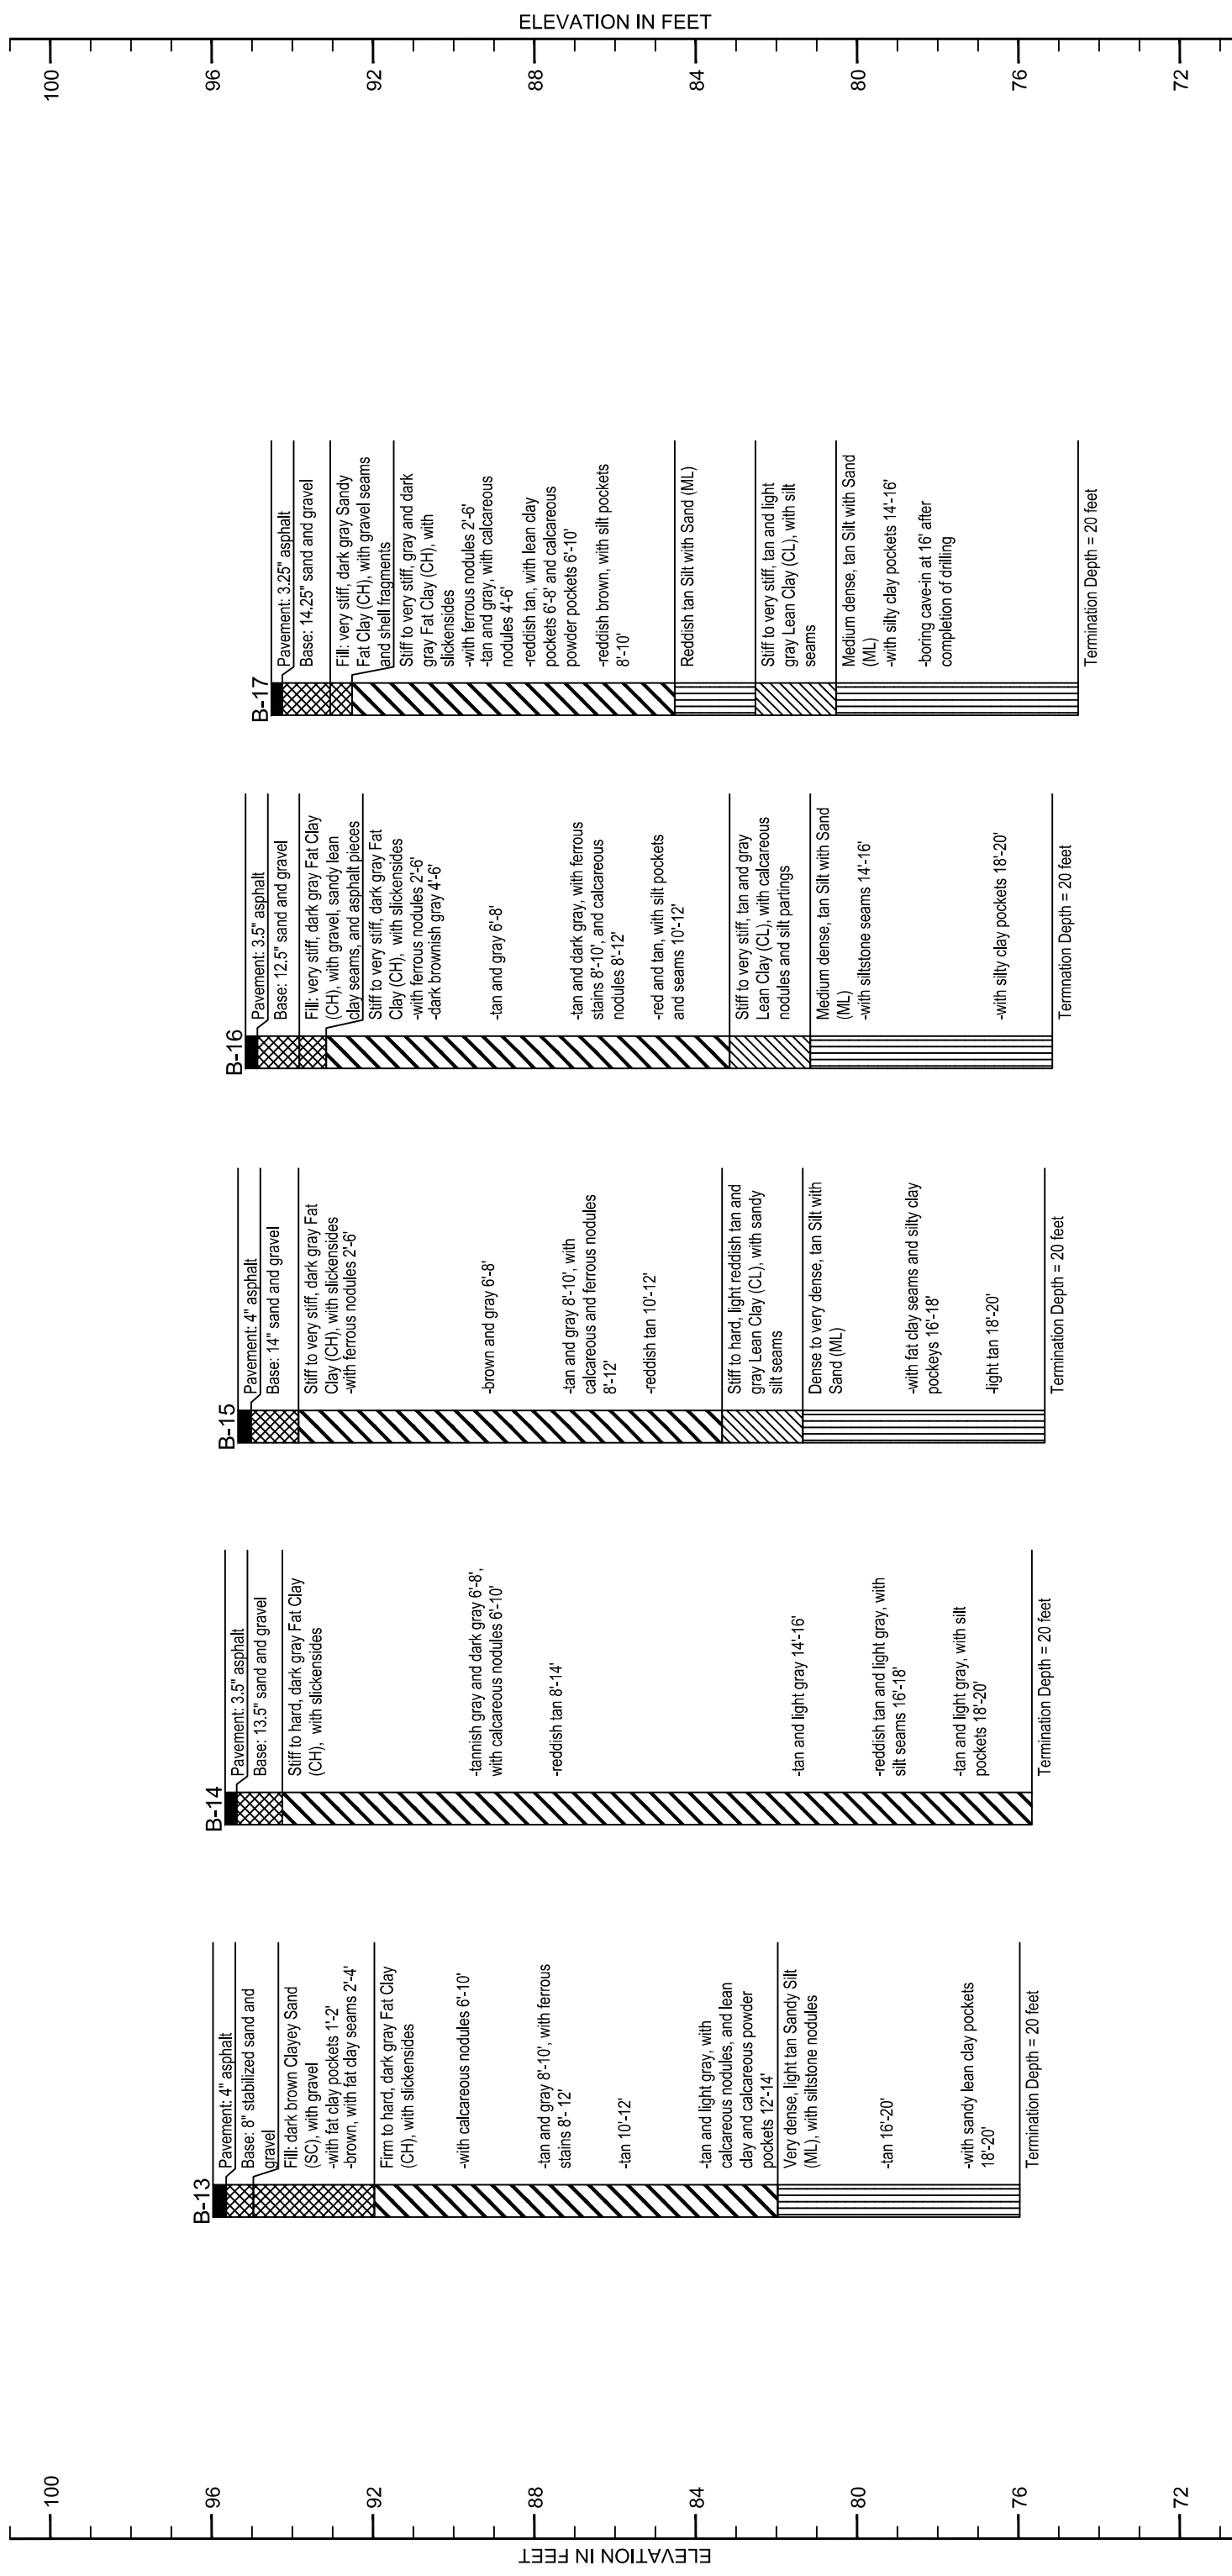 ELEVATION IN FEET
100
96
92
88
84
80
76
72
B-13
Pavement: 4" asphalt
Base: 8" stabilized sand and
gravel
Fill: dark brown Clayey Sand
(SC), with gravel
-with fat clay pockets 1'-2'
-brown, with fat clay seams 2'-4'
Firm to hard, dark gray Fat Clay
(CH), with slickensides
-with calcareous nodules 6'-10'
-tan and gray 8'-10', with ferrous
stains 8'- 12'
-tan 10'-12'
-tan and light gray, with
calcareous nodules, and lean
clay and calcareous powder
pockets 12'-14'
Very dense, light tan Sandy Silt
(ML), with siltstone nodules
-tan 16'-20'
-with sandy lean clay pockets
18'-20'
Termination Depth = 20 feet
B-14
Pavement: 3.5" asphalt
Base: 13.5" sand and gravel
Stiff to hard, dark gray Fat Clay
(CH), with slickensides
-tannish gray and dark gray 6'-8',
with calcareous nodules 6'-10'
-reddish tan 8'-14'
-tan and light gray 14'-16'
-reddish tan and light gray, with
silt seams 16'-18'
-tan and light gray, with silt
pockets 18'-20'
Termination Depth = 20 feet
B-15
Pavement: 4" asphalt
Base: 14" sand and gravel
Stiff to very stiff, dark gray Fat
Clay (CH), with slickensides
-with ferrous nodules 2'-6'
-brown and gray 6'-8'
-tan and gray 8'-10', with
calcareous and ferrous nodules
8'-12'
-reddish tan 10'-12'
Stiff to hard, light reddish tan and
gray Lean Clay (CL), with sandy
silt seams
Dense to very dense, tan Silt with
Sand (ML)
-with fat clay seams and silty clay
pockeys 16'-18'
-light tan 18'-20'
Termination Depth = 20 feet
B-16
Pavement: 3.5" asphalt
Base: 12.5" sand and gravel
Fill: very stiff, dark gray Fat Clay
(CH), with gravel, sandy lean
clay seams, and asphalt pieces
Stiff to very stiff, dark gray Fat
Clay (CH), with slickensides
-with ferrous nodules 2'-6'
-dark brownish gray 4'-6'
-tan and gray 6'-8'
-tan and dark gray, with ferrous
stains 8'-10', and calcareous
nodules 8'-12'
-red and tan, with silt pockets
and seams 10'-12'
Stiff to very stiff, tan and gray
Lean Clay (CL), with calcareous
nodules and silt partings
Medium dense, tan Silt with Sand
(ML)
-with siltstone seams 14'-16'
-with silty clay pockets 18'-20'
Termnation Depth = 20 feet
B-17
Pavement: 3.25" asphalt
Base: 14.25" sand and gravel
Fill: very stiff, dark gray Sandy
Fat Clay (CH), with gravel seams
and shell fragments
Stiff to very stiff, gray and dark
gray Fat Clay (CH), with
slickensides
-with ferrous nodules 2'-6'
-tan and gray, with calcareous
nodules 4'-6'
-reddish tan, with lean clay
pockets 6'-8' and calcareous
powder pockets 6'-10'
-reddish brown, with silt pockets
8'-10'
Reddish tan Silt with Sand (ML)
Stiff to very stiff, tan and light
gray Lean Clay (CL), with silt
seams
Medium dense, tan Silt with Sand
(ML)
-with silty clay pockets 14'-16'
-boring cave-in at 16' after
completion of drilling
Termination Depth = 20 feet
100
96
92
88
84
80
76
72
ELEVATION IN FEET